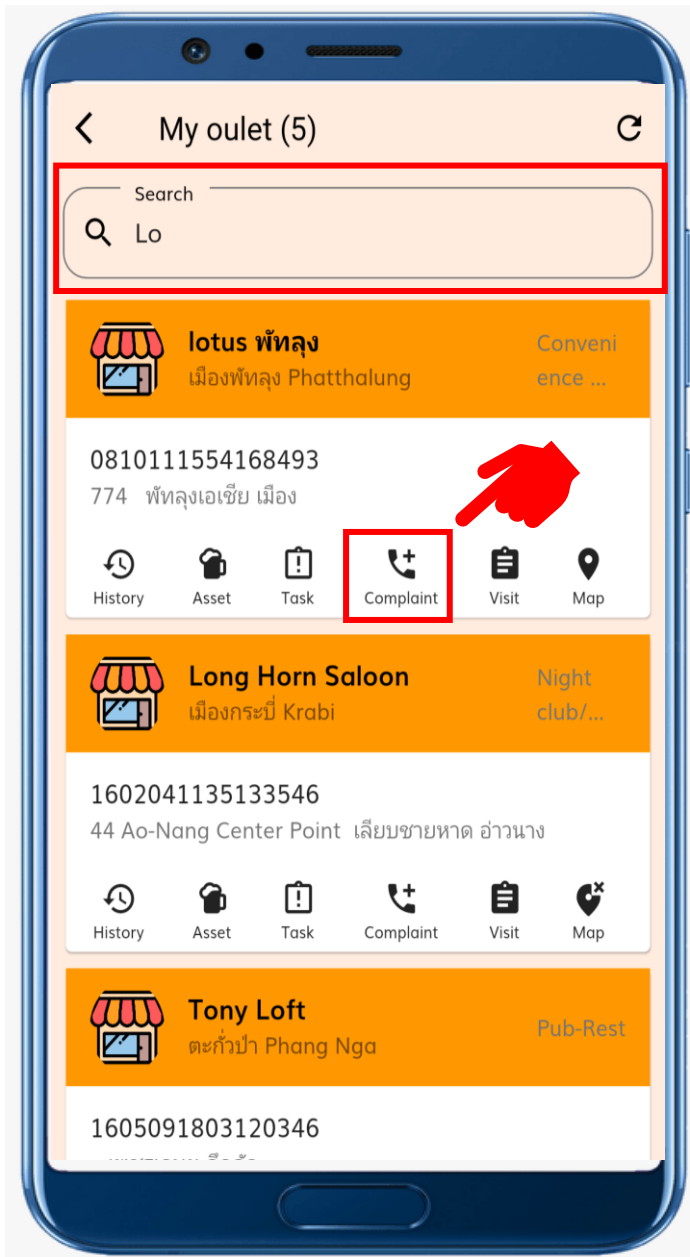 My oulet (5)
Search
Lo
lotus พัทลุง
เมืองพัทลุง Phatthalung
Conveni
ence ...
0810111554168493
774 พัทลุงเอเชีย เมือง
History Asset Task Complaint Visit Map
Long Horn Saloon
เมืองกระบี่ Krabi
Night
club/...
1602041135133546
44 Ao-Nang Center Point เลียบชายหาด อ่าวนาง
History Asset Task Complaint Visit Map
Tony Loft
ตะกั่วป่า Phang Nga
Pub-Rest
1605091803120346